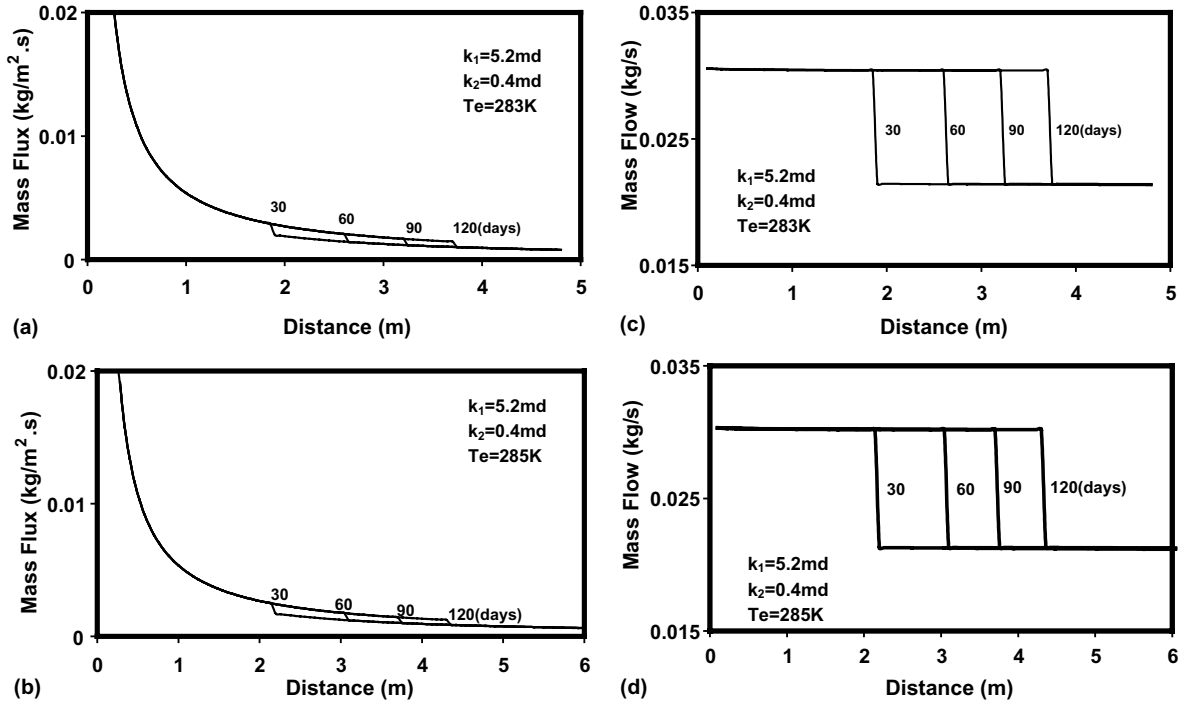 0.02
0.01
0
Mass Flux (kg/m².s)
k₁=5.2md
k₂=0.4md
Te=283K
30
60
90
120(days)
0 1 2 3 4 5
(a)
Distance (m)
0.035
0.025
0.015
Mass Flow (kg/s)
30
60
90
120(days)
k₁=5.2md
k₂=0.4md
Te=283K
0 1 2 3 4 5
(c)
Distance (m)
0.02
0.01
0
Mass Flux (kg/m².s)
k₁=5.2md
k₂=0.4md
Te=285K
30
60
90
120(days)
0 1 2 3 4 5 6
(b)
Distance (m)
0.035
0.025
0.015
Mass Flow (kg/s)
30
60
90
120(days)
k₁=5.2md
k₂=0.4md
Te=285K
0 1 2 3 4 5 6
(d)
Distance (m)